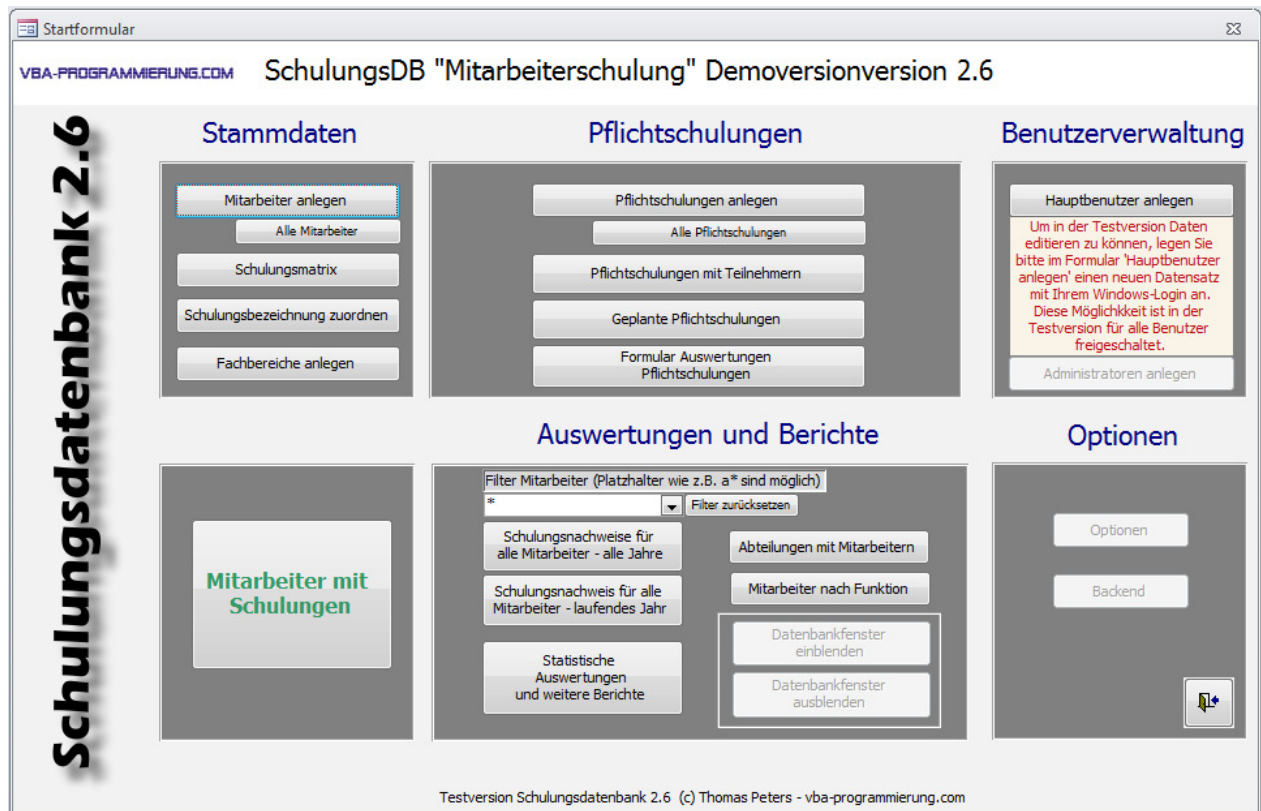 Startformular
VBA-PROGRAMMIERUNG.COM
SchulungsDB "Mitarbeiterschulung" Demoversionversion 2.6
Schulungsdatenbank 2.6
Stammdaten
Mitarbeiter anlegen
Alle Mitarbeiter
Schulungsmatrix
Schulungsbezeichnung zuordnen
Fachbereiche anlegen
Pflichtschulungen
Pflichtschulungen anlegen
Alle Pflichtschulungen
Pflichtschulungen mit Teilnehmern
Geplante Pflichtschulungen
Formular Auswertungen
Pflichtschulungen
Benutzerverwaltung
Hauptbenutzer anlegen
Um in der Testversion Daten
editieren zu können, legen Sie
bitte im Formular 'Hauptbenutzer
anlegen' einen neuen Datensatz
mit Ihrem Windows-Login an.
Diese Möglichkkeit ist in der
Testversion für alle Benutzer
freigeschaltet.
Administratoren anlegen
Mitarbeiter mit
Schulungen
Auswertungen und Berichte
Filter Mitarbeiter (Platzhalter wie z.B. a* sind möglich)
*
Filter zurücksetzen
Schulungsnachweise für
alle Mitarbeiter - alle Jahre
Schulungsnachweis für alle
Mitarbeiter - laufendes Jahr
Statistische
Auswertungen
und weitere Berichte
Abteilungen mit Mitarbeitern
Mitarbeiter nach Funktion
Datenbankfenster
einblenden
Datenbankfenster
ausblenden
Optionen
Optionen
Backend
Testversion Schulungsdatenbank 2.6 (c) Thomas Peters - vba-programmierung.com